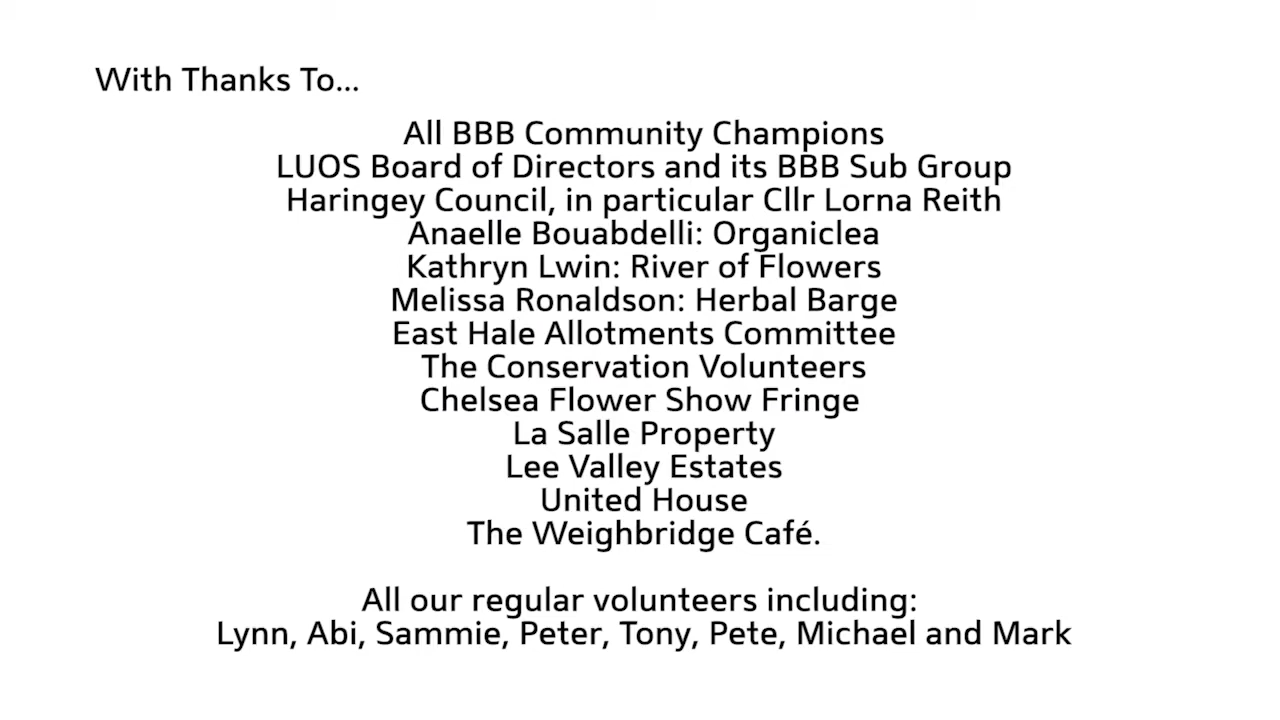 With Thanks To...
All BBB Community Champions
LUOS Board of Directors and its BBB Sub Group
Haringey Council, in particular Cllr Lorna Reith
Anaelle Bouabdelli: Organiclea
Kathryn Lwin: River of Flowers
Melissa Ronaldson: Herbal Barge
East Hale Allotments Committee
The Conservation Volunteers
Chelsea Flower Show Fringe
La Salle Property
Lee Valley Estates
United House
The Weighbridge Café.
All our regular volunteers including:
Lynn, Abi, Sammie, Peter, Tony, Pete, Michael and Mark